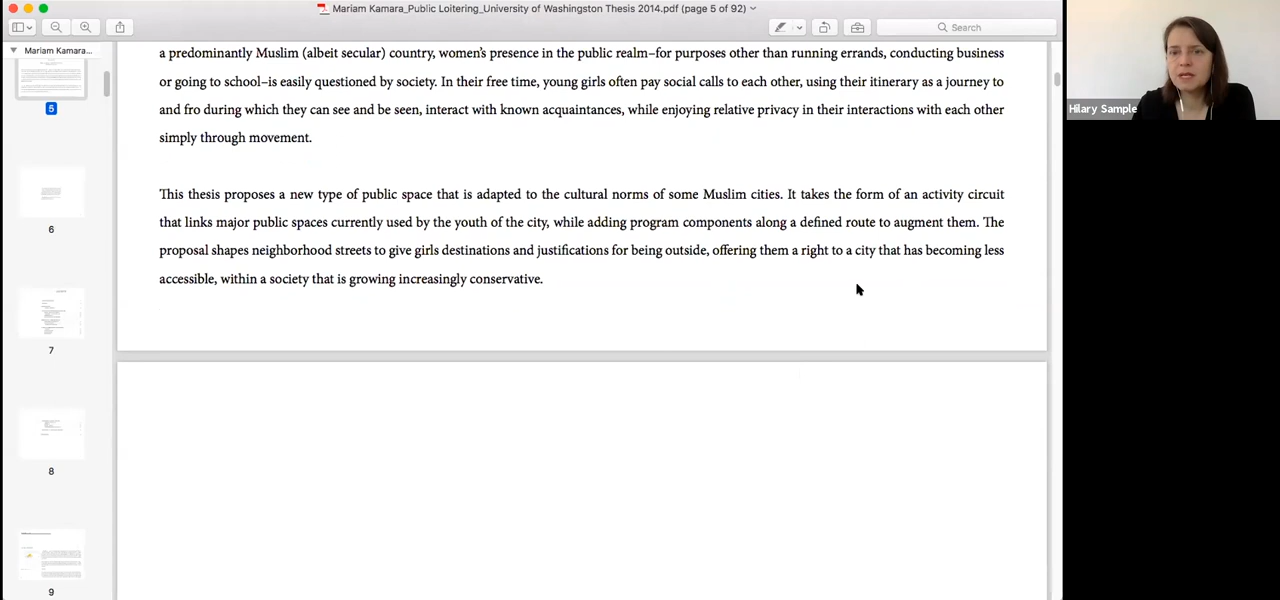 Mariam Kamara_Public Loitering_University of Washingston Thesis 2014.pdf (page 5 of 92)
Search
Mariam Kamara...
5
6
7
8
9
a predominantly Muslim (albeit secular) country, women's presence in the public realm–for purposes other than running errands, conducting business
or going to school–is easily questioned by society. In their free time, young girls often pay social calls to each other, using their itinerary as a journey to
and fro during which they can see and be seen, interact with known acquaintances, while enjoying relative privacy in their interactions with each other
simply through movement.
This thesis proposes a new type of public space that is adapted to the cultural norms of some Muslim cities. It takes the form of an activity circuit
that links major public spaces currently used by the youth of the city, while adding program components along a defined route to augment them. The
proposal shapes neighborhood streets to give girls destinations and justifications for being outside, offering them a right to a city that has becoming less
accessible, within a society that is growing increasingly conservative.
Hilary Sample